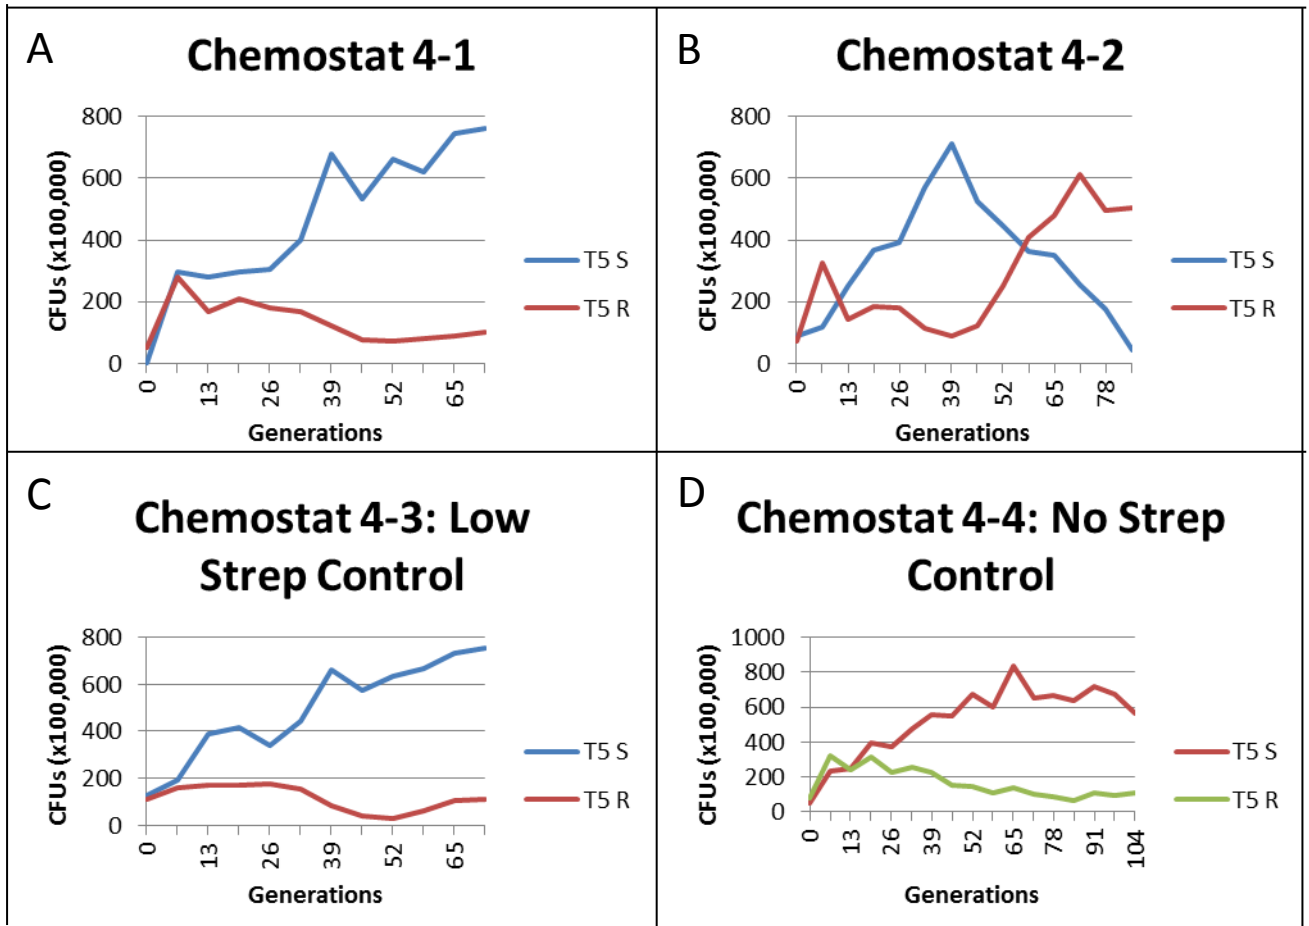 A
Chemostat 4-1
800
600
400
200
0
CFUs (x100,000)
0
13
26
39
52
65
Generations
T5 S
T5 R
B
Chemostat 4-2
800
600
400
200
0
CFUs (x100,000)
0
13
26
39
52
65
78
Generations
T5 S
T5 R
C
Chemostat 4-3: Low
Strep Control
800
600
400
200
0
CFUs (x100,000)
0
13
26
39
52
65
Generations
T5 S
T5 R
D
Chemostat 4-4: No Strep
Control
1000
800
600
400
200
0
CFUs (x100,000)
0
13
26
39
52
65
78
91
104
Generations
T5 S
T5 R